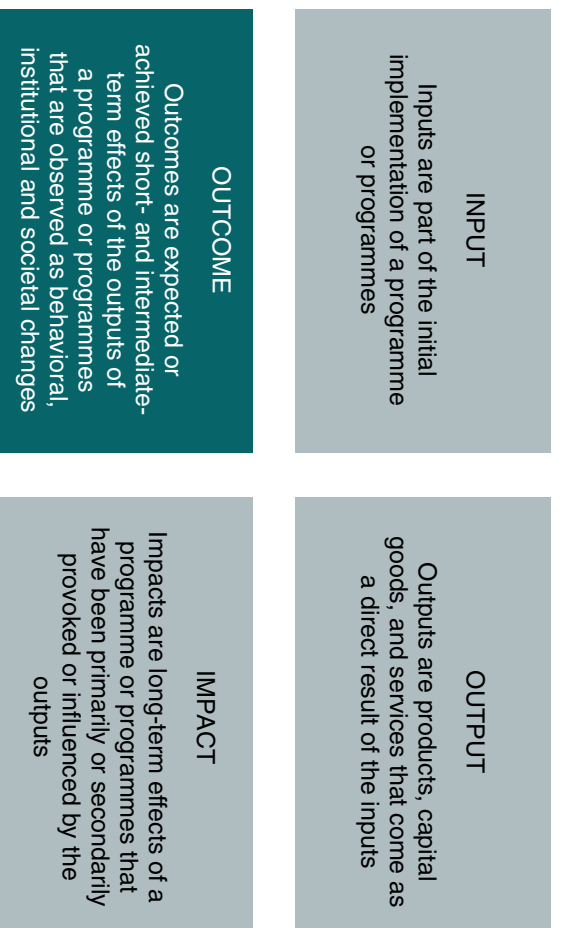 INPUT
Inputs are part of the initial
implementation of a programme
or programmes
OUTPUT
Outputs are products, capital
goods, and services that come as
a direct result of the inputs
OUTCOME
Outcomes are expected or
achieved short- and intermediate-
term effects of the outputs of
a programme or programmes
that are observed as behavioral,
institutional and societal changes
IMPACT
Impacts are long-term effects of a
programme or programmes that
have been primarily or secondarily
provoked or influenced by the
outputs